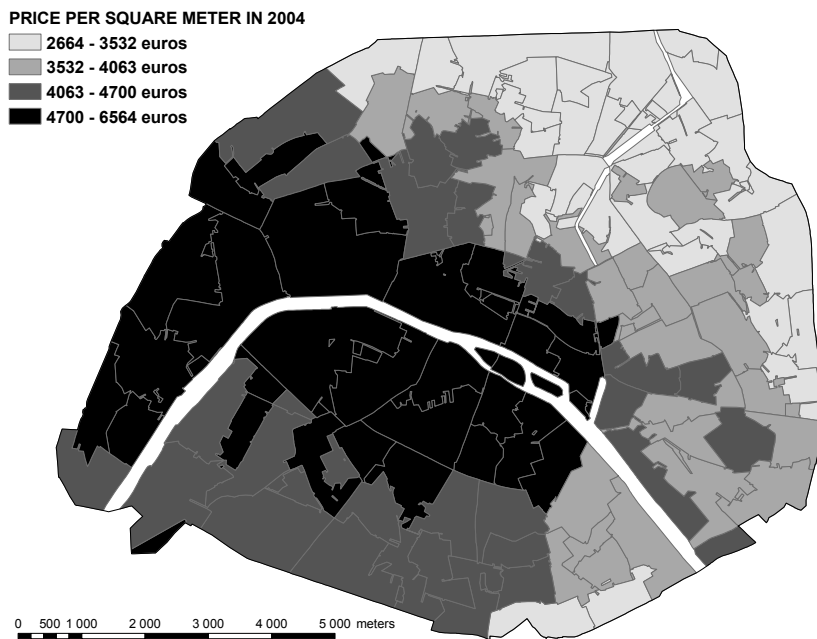 PRICE PER SQUARE METER IN 2004
2664 - 3532 euros
3532 - 4063 euros
4063 - 4700 euros
4700 - 6564 euros
0 500 1 000 2 000 3 000 4 000 5 000 meters